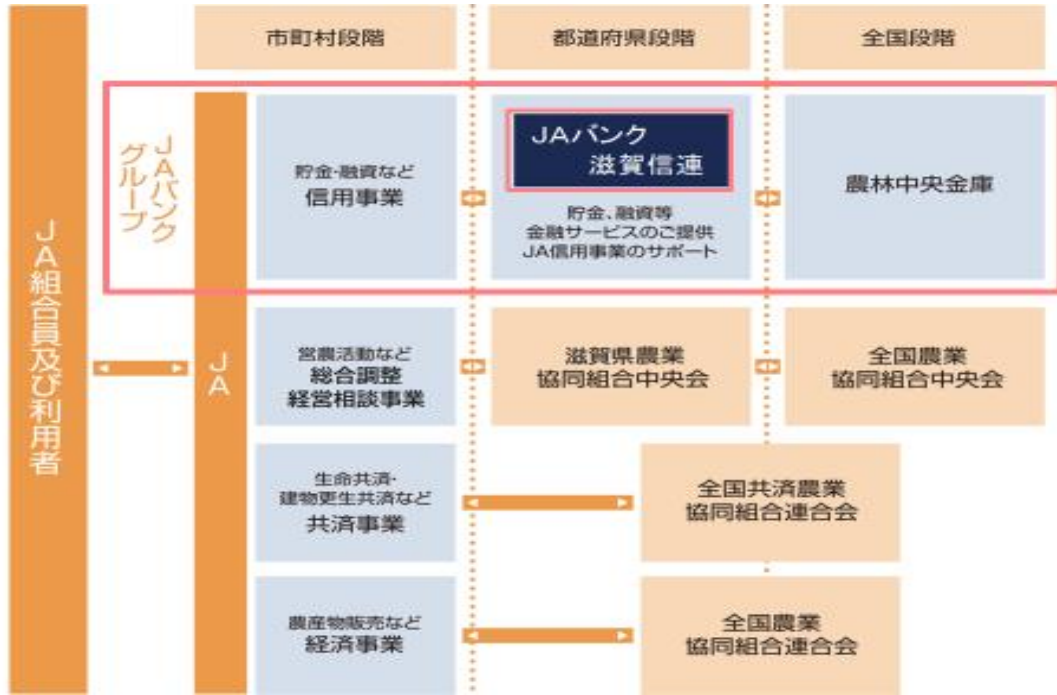 市町村段階
都道府県段階
全国段階
JA組合員及び利用者
JAバンク
グループ
JA
貯金・融資など
信用事業
JAバンク
滋賀信連
貯金、融資等
金融サービスのご提供
JA信用事業のサポート
農林中央金庫
営農活動など
総合調整
経営相談事業
滋賀県農業
協同組合中央会
全国農業
協同組合中央会
生命共済・
建物更生共済など
共済事業
全国共済農業
協同組合連合会
農産物販売など
経済事業
全国農業
協同組合連合会